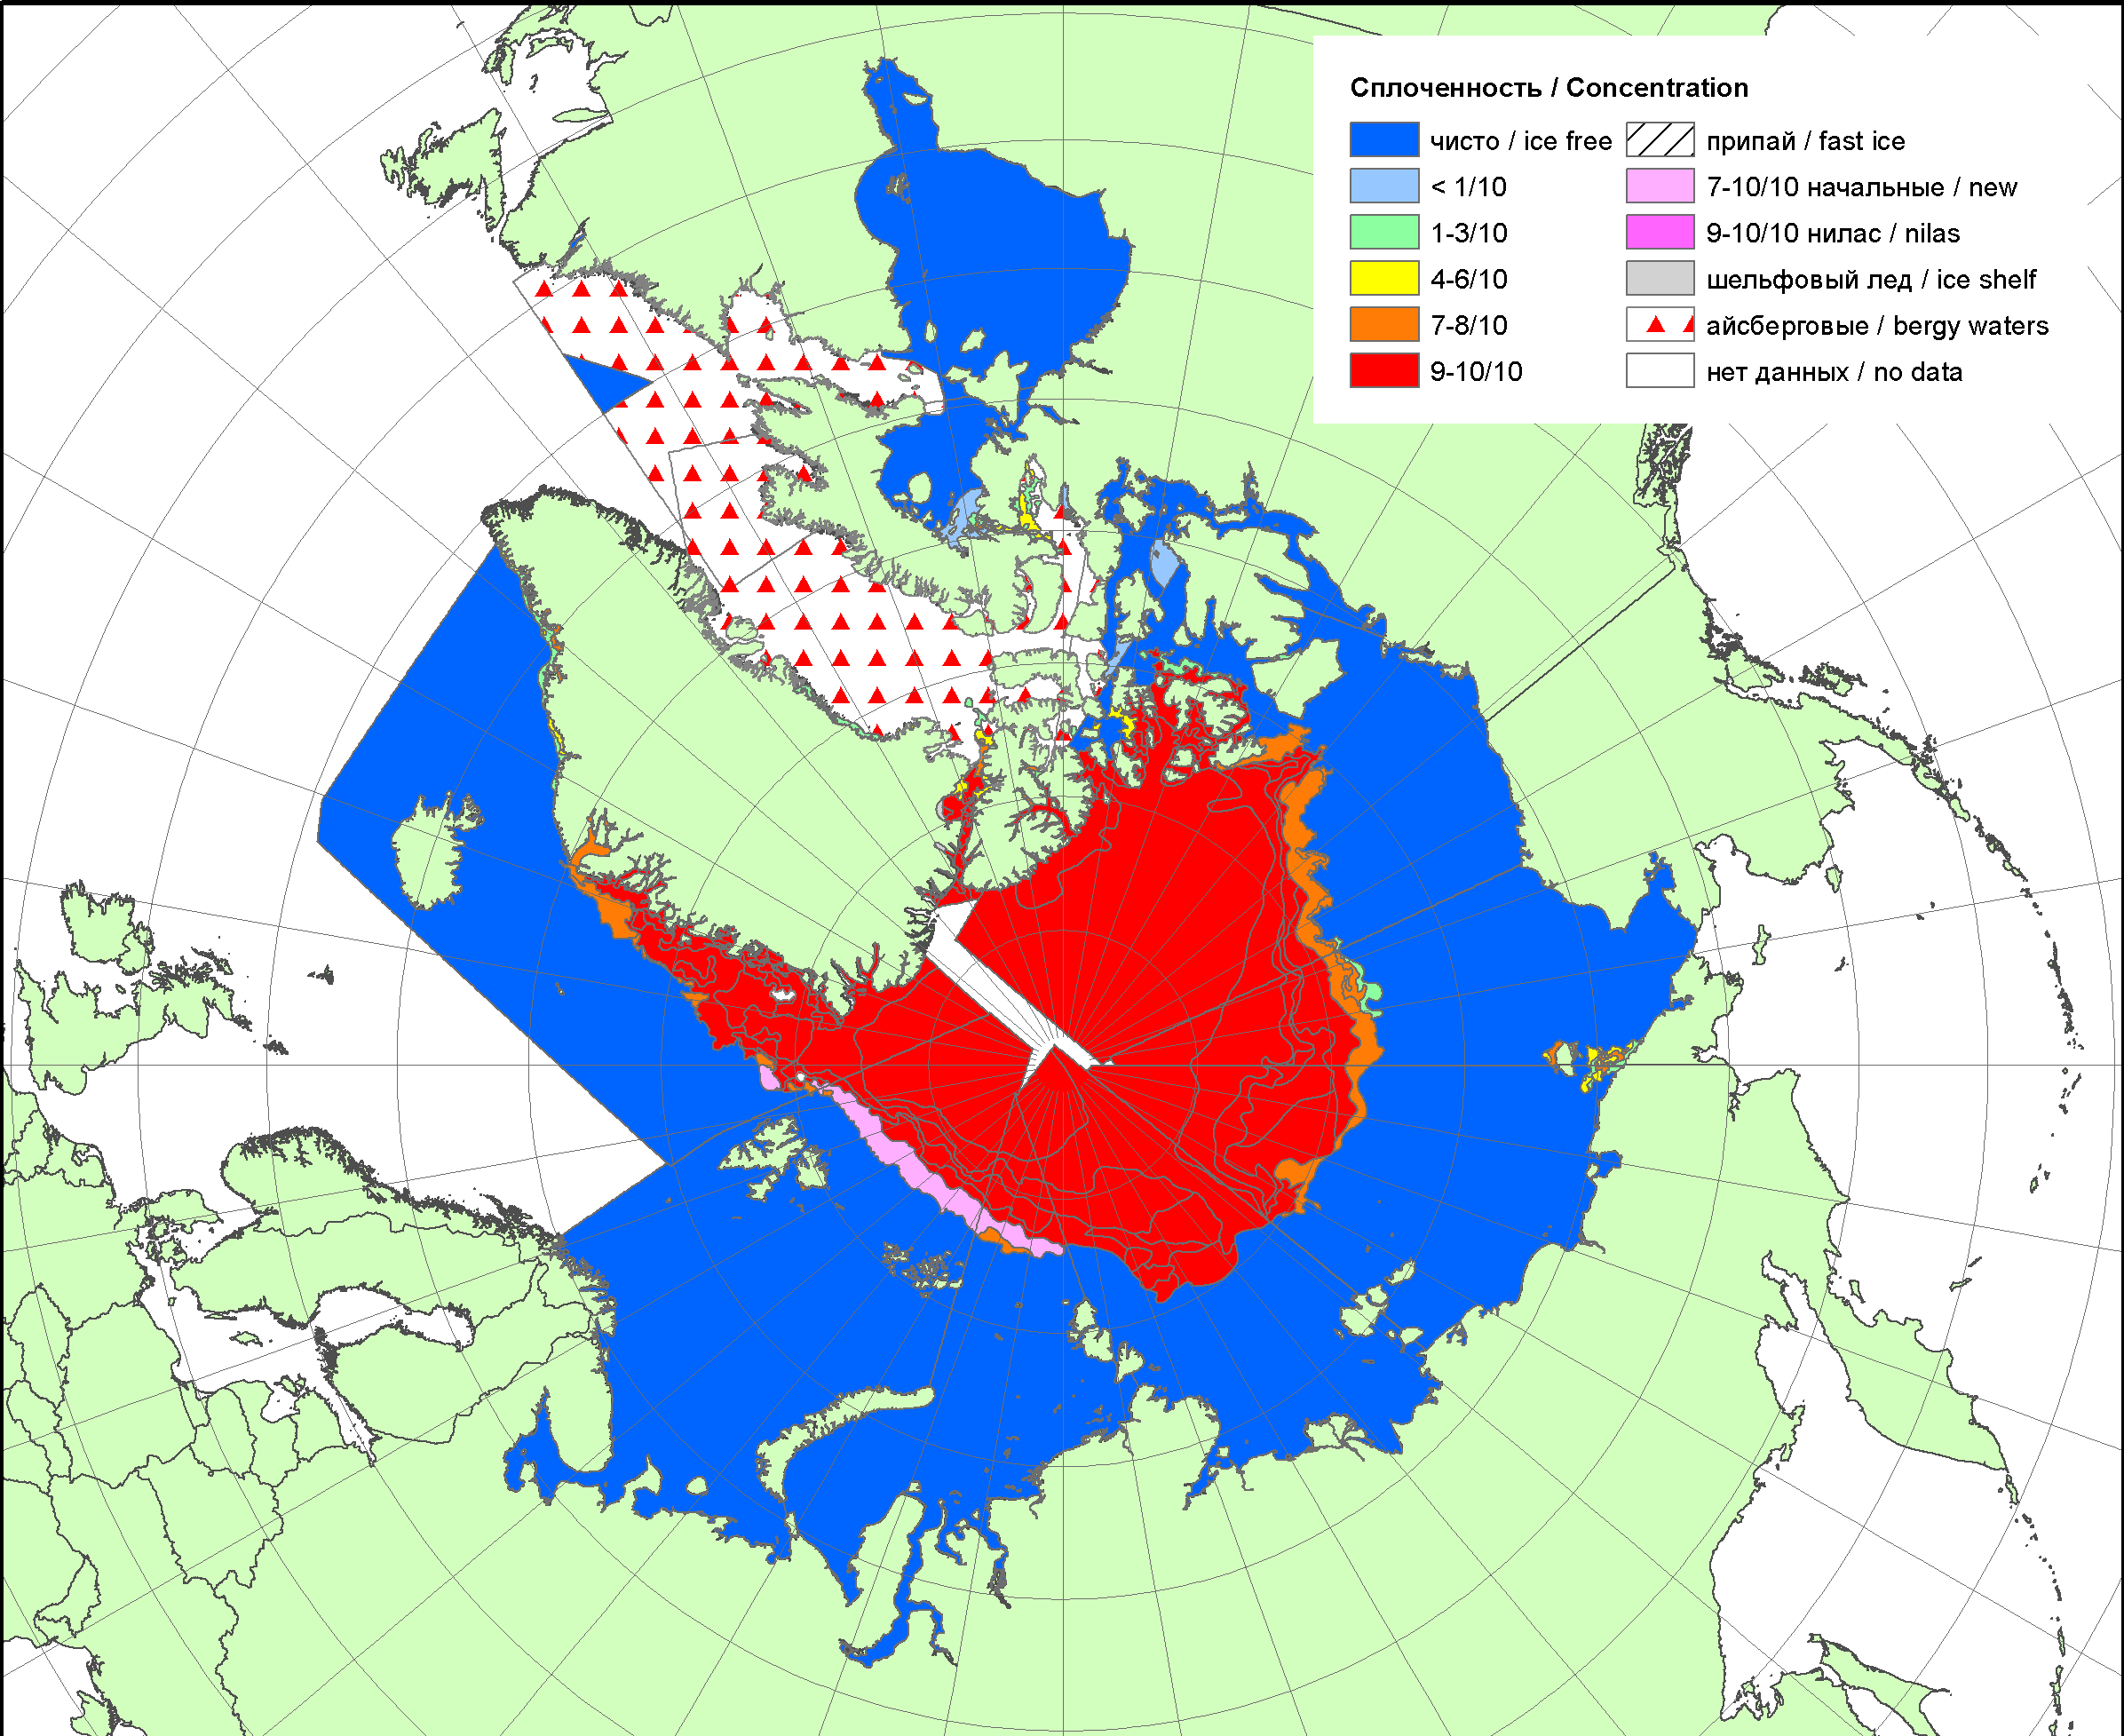 Сплоченность / Concentration
чисто / ice free
< 1/10
1-3/10
4-6/10
7-8/10
9-10/10
припай / fast ice
7-10/10 начальные / new
9-10/10 нилас / nilas
шельфовый лед / ice shelf
айсберговые / bergy waters
нет данных / no data